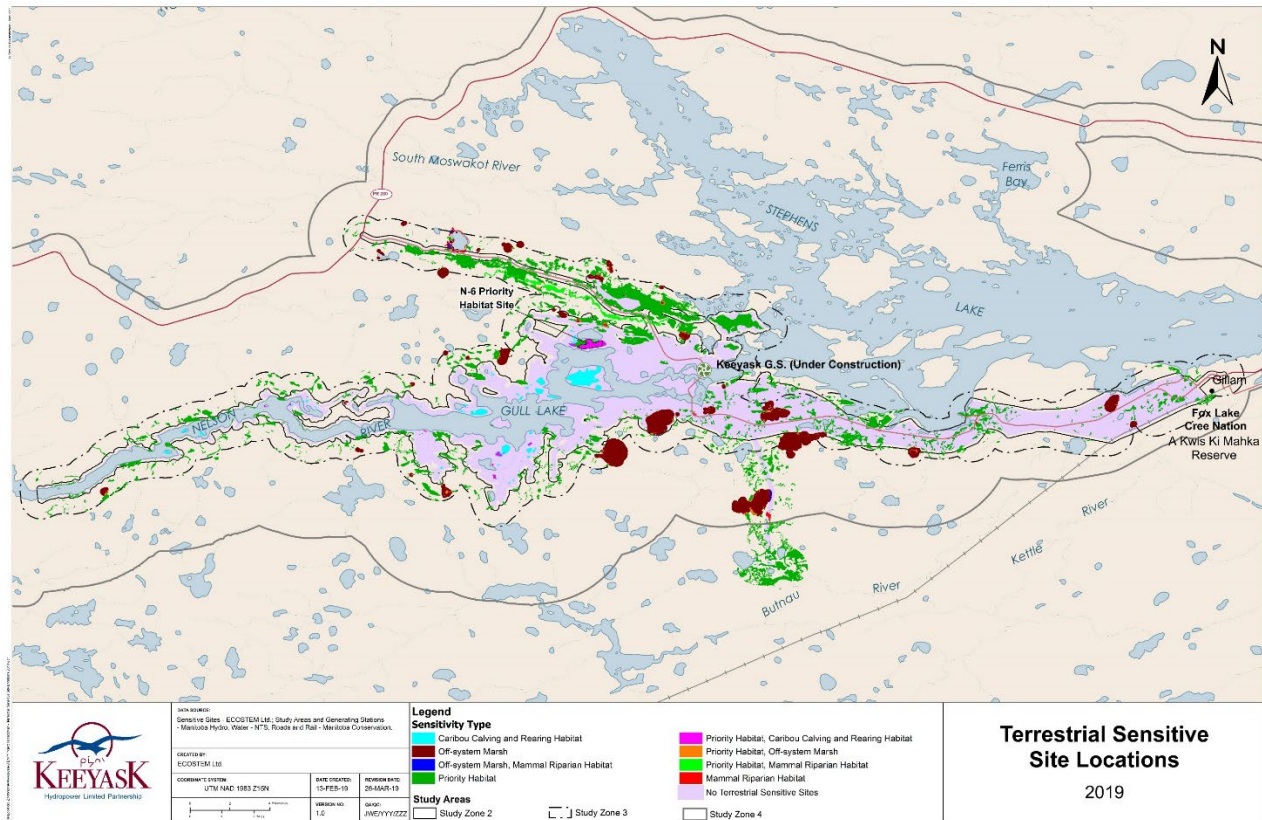 N
South Moswakot River
Ferris
Bay
PR 280
STEPHENS
LAKE
N-6 Priority
Habitat Site
Keeyask G.S. (Under Construction)
Gillam
GULL LAKE
NELSON
RIVER
Fox Lake
Cree Nation
A Kwis Ki Mahka
Reserve
River
Kettle
River
Butnau
KEEYASK
Hydropower Limited Partnership
DATA SOURCE:
Sensitive Sites - ECOSTEM Ltd.; Study Areas and Generating Stations
- Manitoba Hydro; Water - NTS; Roads and Rail - Manitoba Conservation.
CREATED BY:
ECOSTEM Ltd.
COORDINATE SYSTEM:
UTM NAD 1983 Z15N
DATE CREATED:
13-FEB-19
REVISION DATE:
26-MAR-19
VERSION NO:
1.0
QA/QC:
JWE/YYY/ZZZ
Legend
Sensitivity Type
Caribou Calving and Rearing Habitat
Off-system Marsh
Off-system Marsh, Mammal Riparian Habitat
Priority Habitat
Priority Habitat, Caribou Calving and Rearing Habitat
Priority Habitat, Off-system Marsh
Priority Habitat, Mammal Riparian Habitat
Mammal Riparian Habitat
No Terrestrial Sensitive Sites
Study Areas
Study Zone 2
Study Zone 3
Study Zone 4
Terrestrial Sensitive
Site Locations
2019